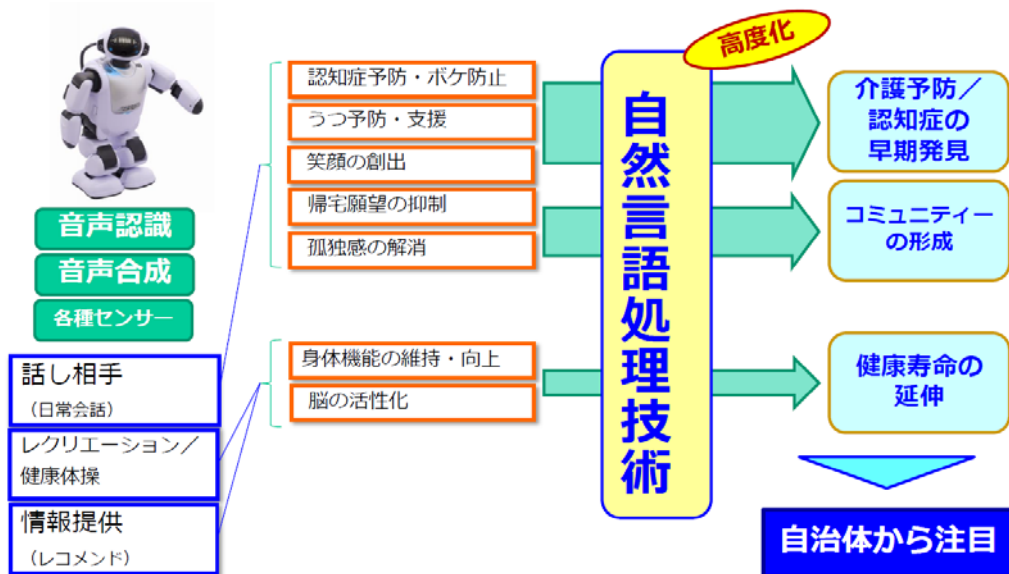 音声認識
音声合成
各種センサー
話し相手
（日常会話）
レクリエーション／
健康体操
情報提供
（レコメンド）
認知症予防・ボケ防止
うつ予防・支援
笑顔の創出
帰宅願望の抑制
孤独感の解消
身体機能の維持・向上
脳の活性化
自然言語処理技術
高度化
介護予防／
認知症の
早期発見
コミュニティー
の形成
健康寿命の
延伸
自治体から注目